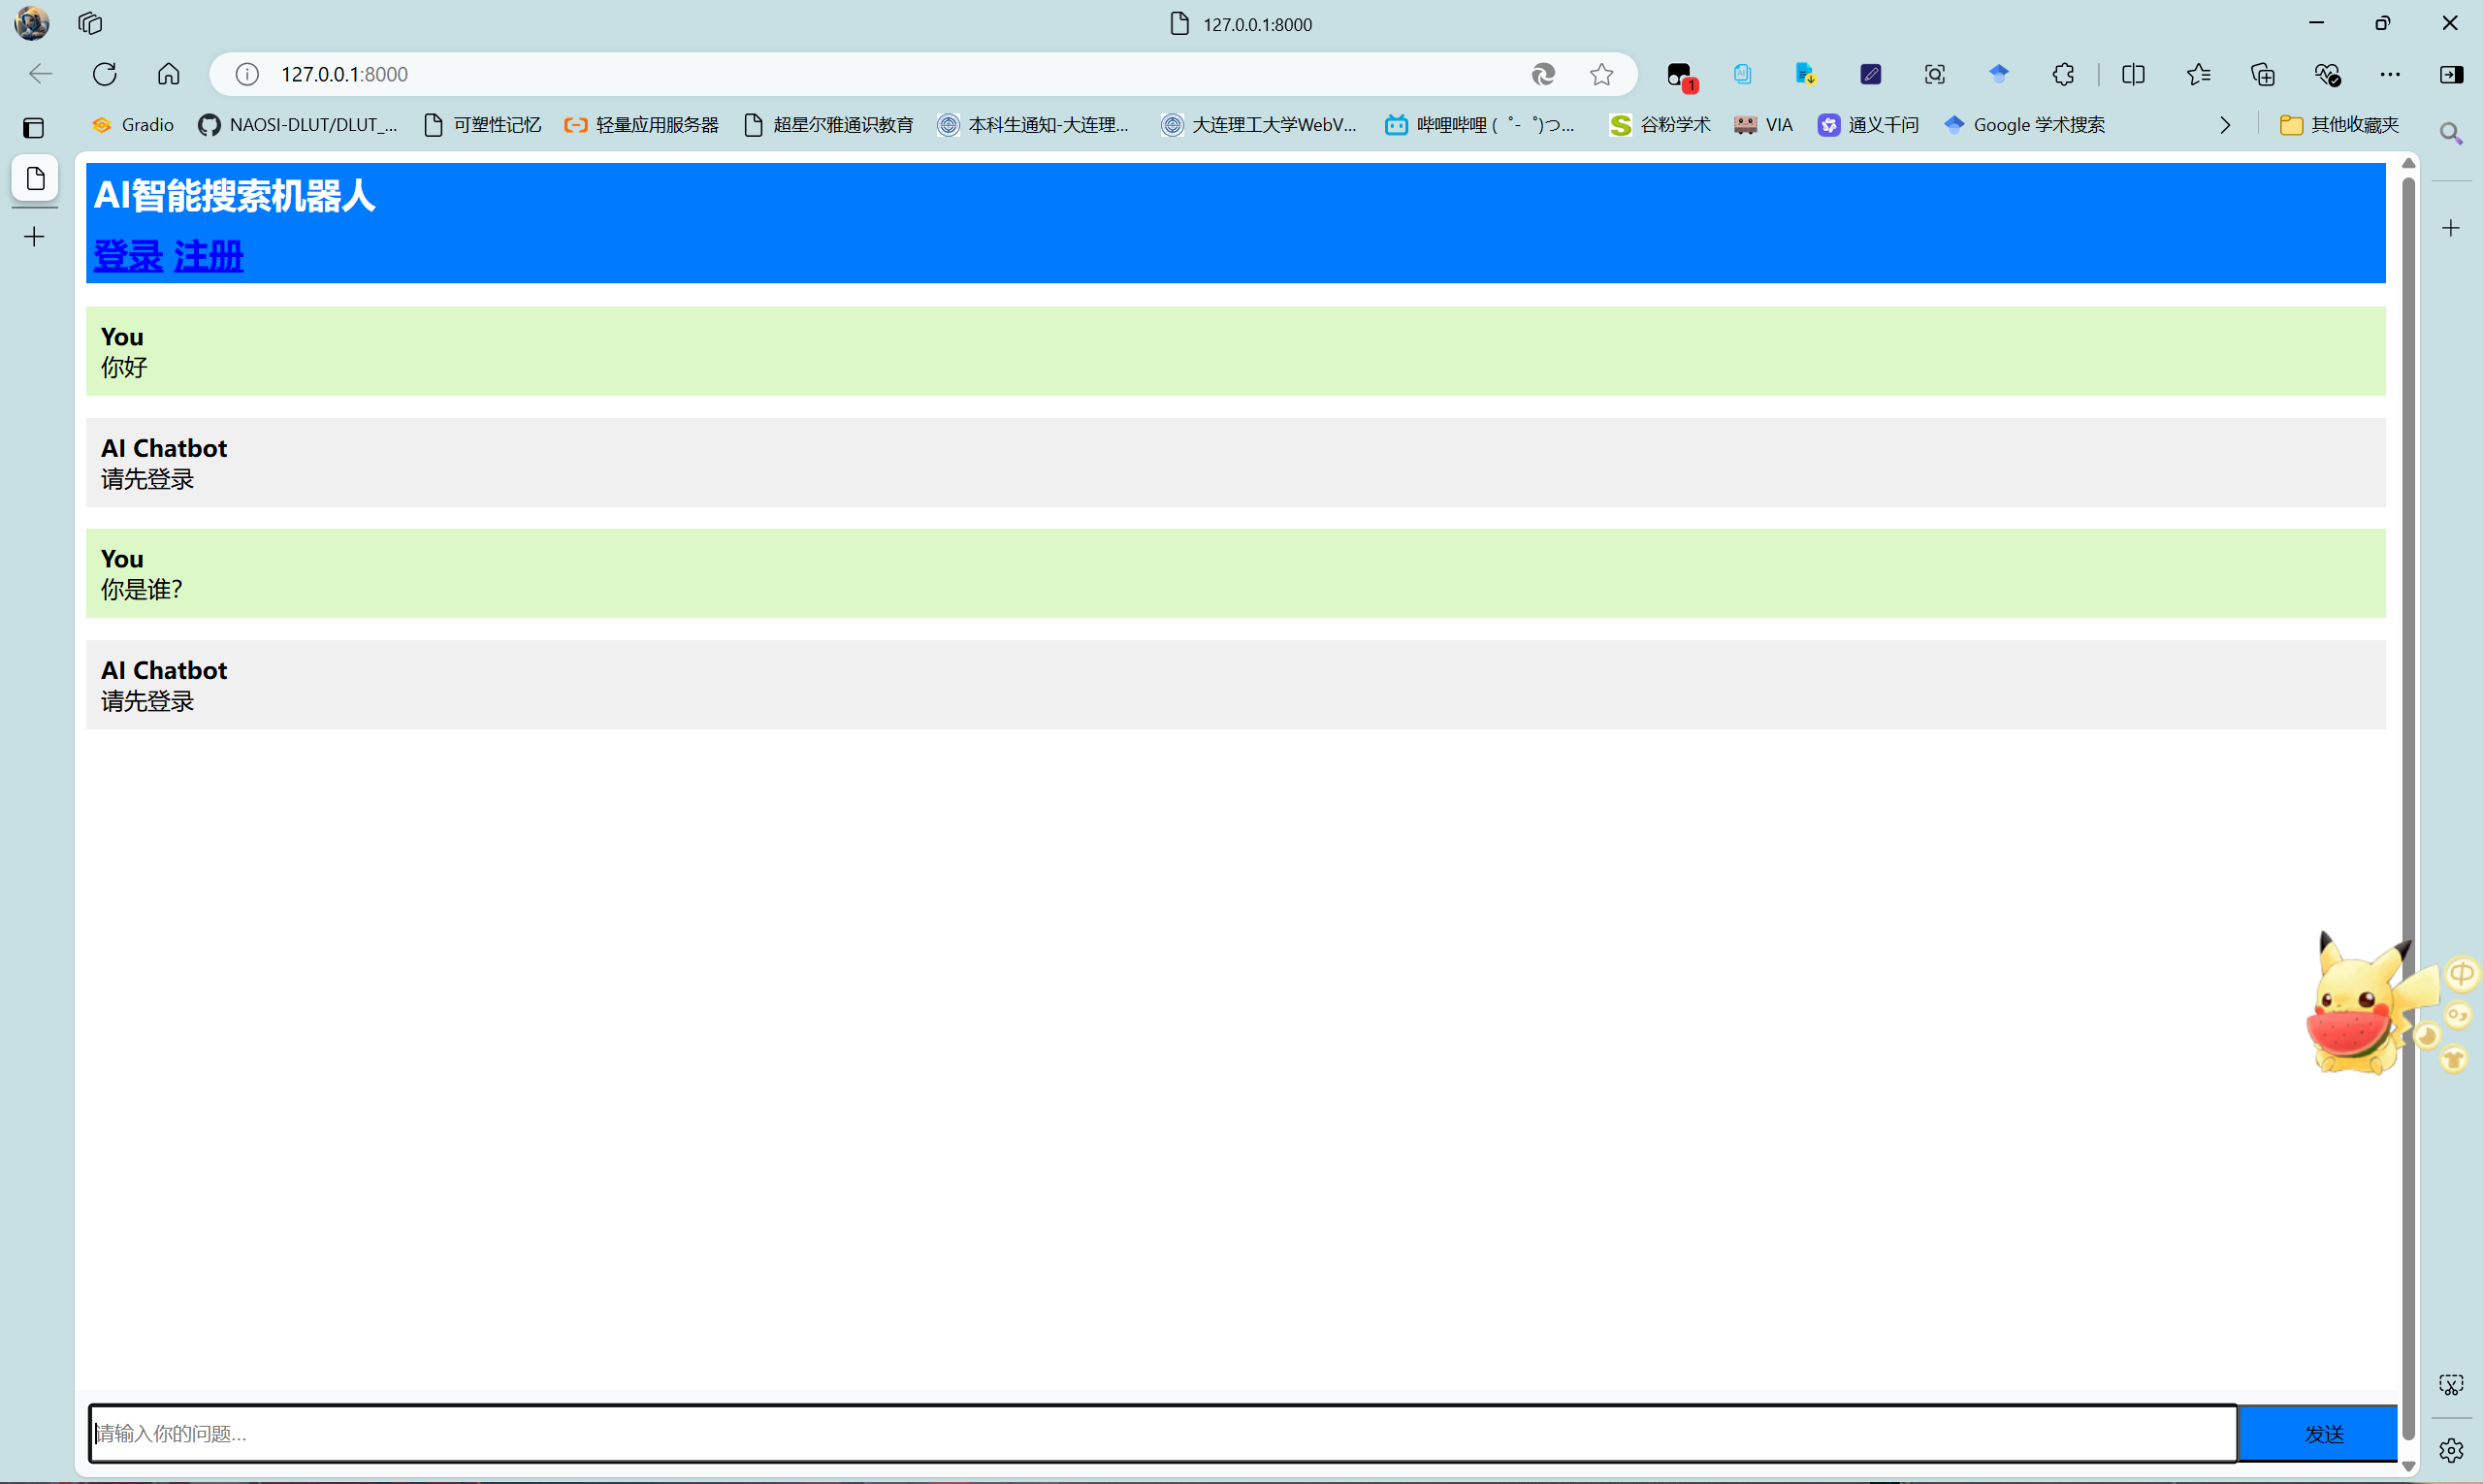 127.0.0.1:8000
127.0.0.1:8000
1
Gradio NAOSI-DLUT/DLUT_... 可塑性记忆 轻量应用服务器 超星尔雅通识教育 本科生通知-大连理... 大连理工大学WebV... 哔哩哔哩 ( ゜- ゜)つ... 谷粉学术 VIA 通义千问 Google 学术搜索 其他收藏夹
AI智能搜索机器人
登录 注册
You
你好
AI Chatbot
请先登录
You
你是谁?
AI Chatbot
请先登录
中
请输入你的问题...
发送